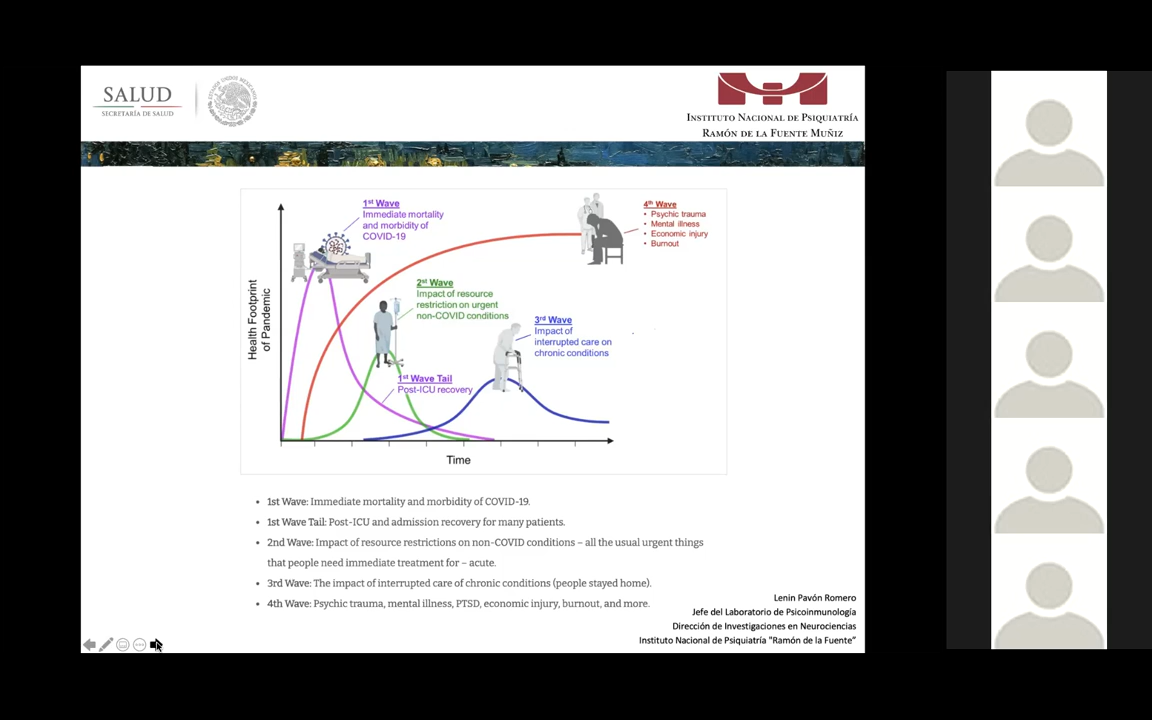 SALUD
SECRETARÍA DE SALUD
INSTITUTO NACIONAL DE PSIQUIATRÍA
RAMÓN DE LA FUENTE MUÑIZ
1st Wave
Immediate mortality
and morbidity of
COVID-19
4th Wave
• Psychic trauma
• Mental illness
• Economic injury
• Burnout
2st Wave
Impact of resource
restriction on urgent
non-COVID conditions
3rd Wave
Impact of
interrupted care on
chronic conditions
1st Wave Tail
Post-ICU recovery
Health Footprint
of Pandemic
Time
• 1st Wave: Immediate mortality and morbidity of COVID-19.
• 1st Wave Tail: Post-ICU and admission recovery for many patients.
• 2nd Wave: Impact of resource restrictions on non-COVID conditions – all the usual urgent things
that people need immediate treatment for – acute.
• 3rd Wave: The impact of interrupted care of chronic conditions (people stayed home).
• 4th Wave: Psychic trauma, mental illness, PTSD, economic injury, burnout, and more.
Lenin Pavón Romero
Jefe del Laboratorio de Psicoinmunología
Dirección de Investigaciones en Neurociencias
Instituto Nacional de Psiquiatría "Ramón de la Fuente"